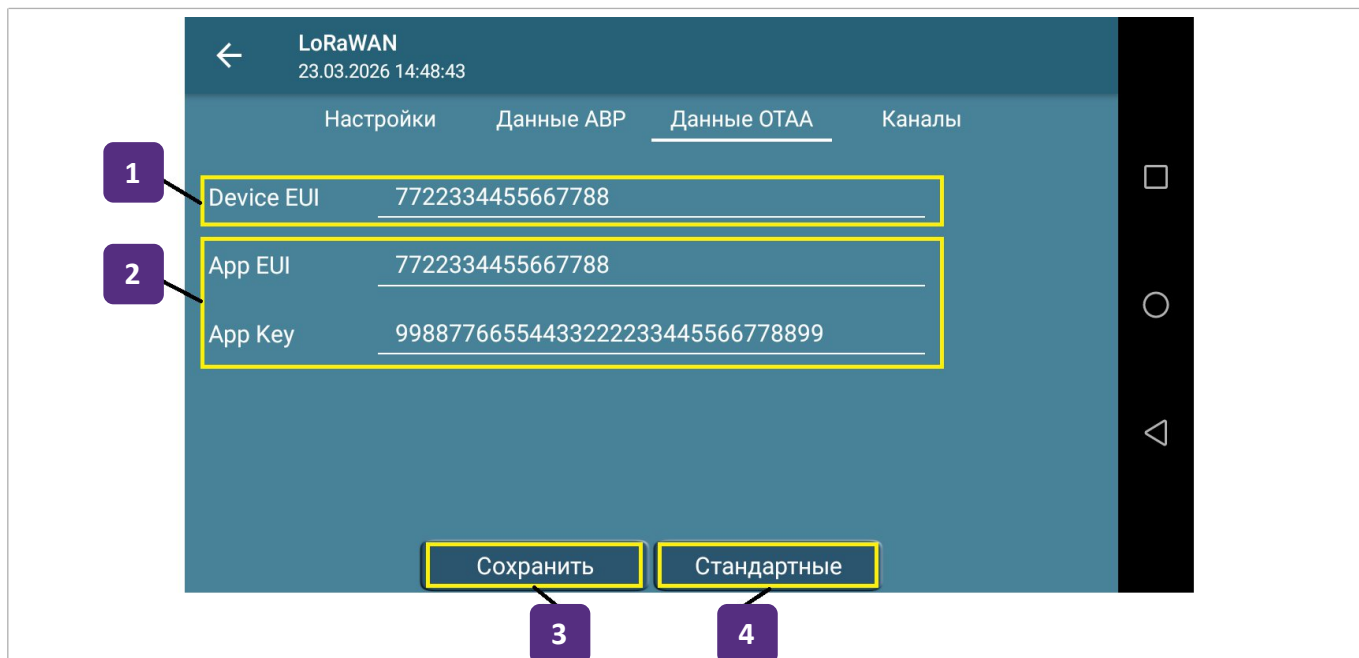 LoRaWAN
23.03.2026 14:48:43
Настройки Данные ABP Данные OTAA Каналы
1
Device EUI 7722334455667788
2
App EUI 7722334455667788
App Key 99887766554433222233445566778899
Сохранить Стандартные
3 4